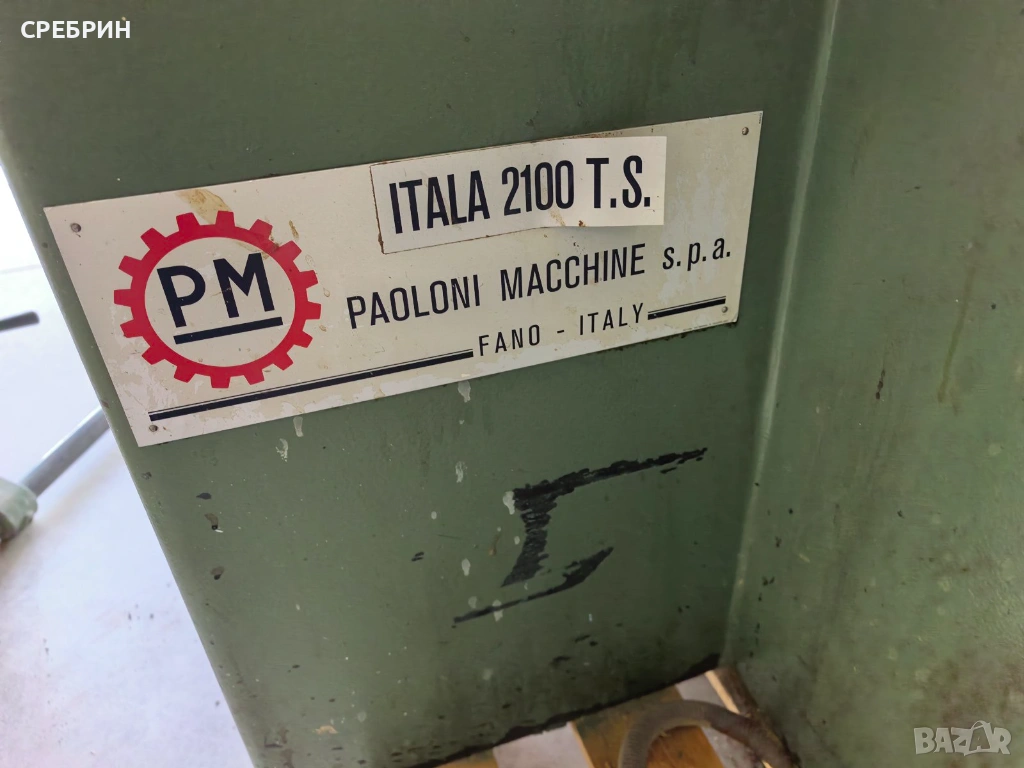 СРЕБРИН
ITALA 2100 T.S.
PM
PAOLONI MACCHINE s.p.a.
FANO - ITALY
I
BAZAR